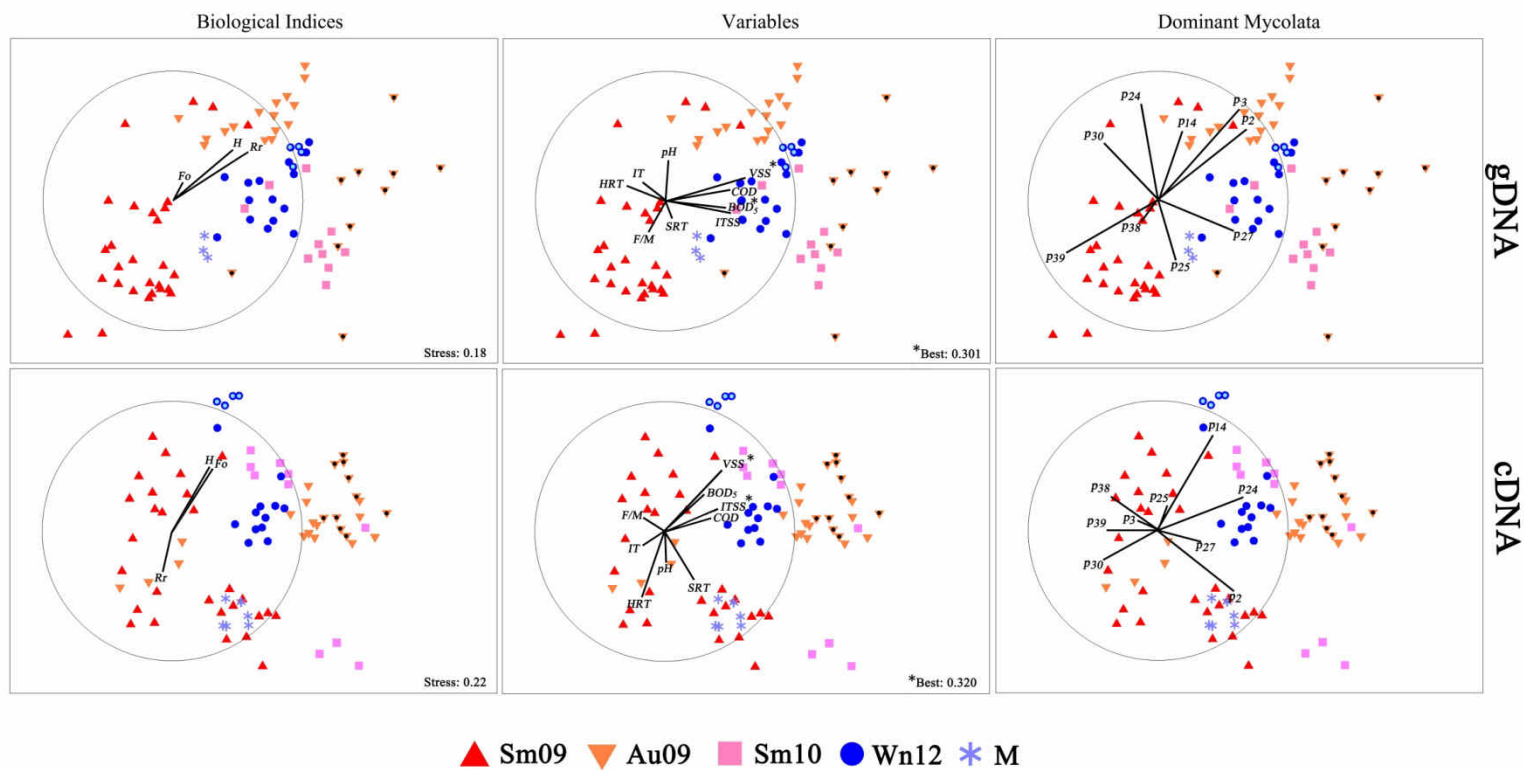 Biological Indices
Variables
Dominant Mycolata
H
Rr
Fo
Stress: 0.18
pH
IT
HRT
VSS *
COD
BOD5 *
ITSS
SRT
F/M
*Best: 0.301
P24
P3
P2
P14
P30
P38
P27
P39
P25
gDNA
H
Fo
Rr
Stress: 0.22
VSS *
BOD5
ITSS *
F/M
COD
IT
pH
SRT
HRT
*Best: 0.320
P14
P38
P25
P24
P3
P39
P27
P30
P2
cDNA
Sm09 Au09 Sm10 Wn12 M